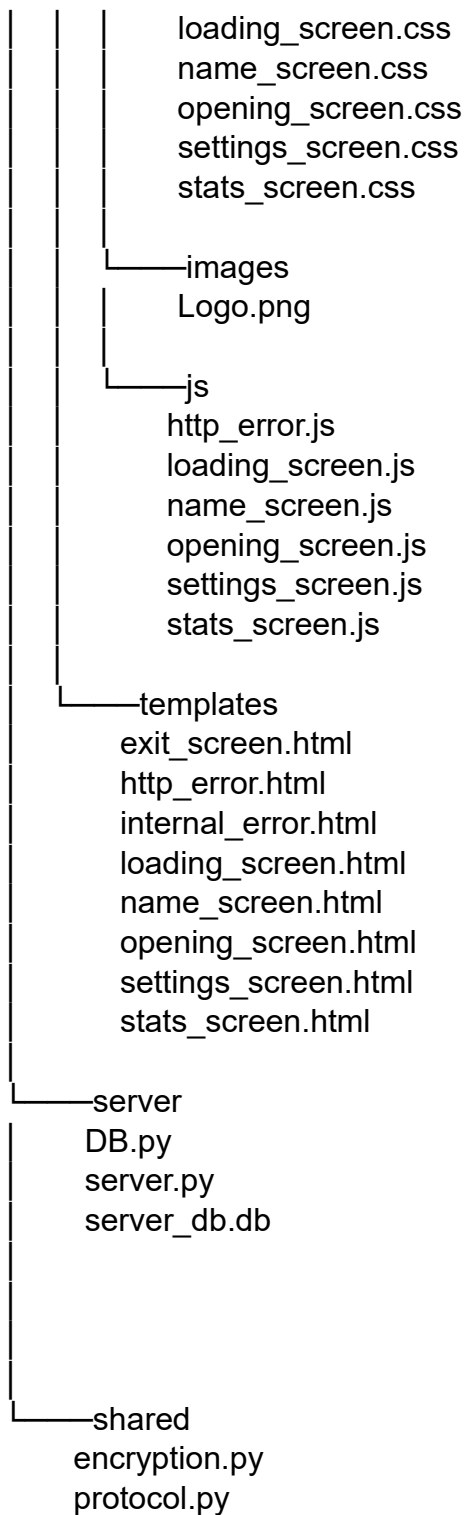 loading_screen.css
name_screen.css
opening_screen.css
settings_screen.css
stats_screen.css
images
Logo.png
js
http_error.js
loading_screen.js
name_screen.js
opening_screen.js
settings_screen.js
stats_screen.js
templates
exit_screen.html
http_error.html
internal_error.html
loading_screen.html
name_screen.html
opening_screen.html
settings_screen.html
stats_screen.html
server
DB.py
server.py
server_db.db
shared
encryption.py
protocol.py